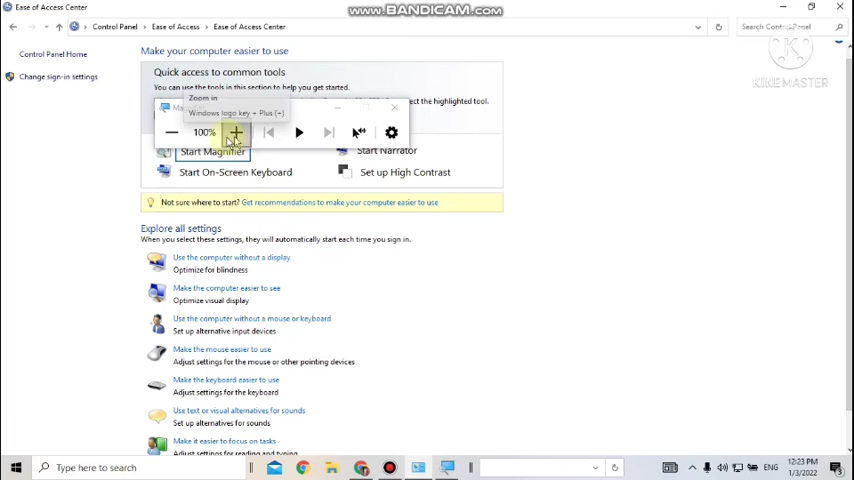 Ease of Access Center
www.BANDICAM.com
Control Panel > Ease of Access > Ease of Access Center
Search Control Panel
KINEMASTER
Control Panel Home
Change sign-in settings
Make your computer easier to use
Quick access to common tools
You can use the tools in this section to help you get started.
the highlighted tool.
Zoom in
Windows logo key + Plus (+)
100%
Start Magnifier
Start Narrator
Start On-Screen Keyboard
Set up High Contrast
Not sure where to start? Get recommendations to make your computer easier to use
Explore all settings
When you select these settings, they will automatically start each time you sign in.
Use the computer without a display
Optimize for blindness
Make the computer easier to see
Optimize visual display
Use the computer without a mouse or keyboard
Set up alternative input devices
Make the mouse easier to use
Adjust settings for the mouse or other pointing devices
Make the keyboard easier to use
Adjust settings for the keyboard
Use text or visual alternatives for sounds
Set up alternatives for sounds
Make it easier to focus on tasks
Adjust settings for reading and typing
Type here to search
ENG
12:23 PM
1/3/2022
3